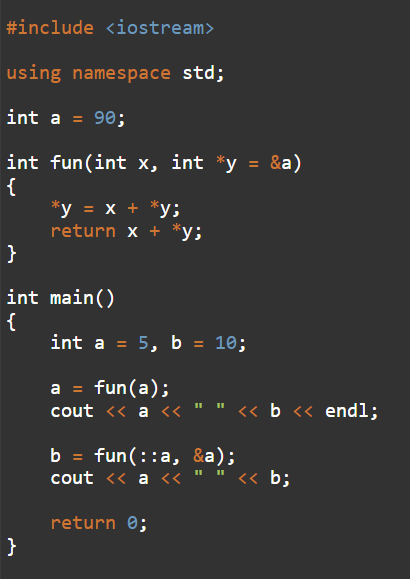 #include <iostream>
using namespace std;
int a = 90;
int fun(int x, int *y = &a)
{
    *y = x + *y;
    return x + *y;
}
int main()
{
    int a = 5, b = 10;
    a = fun(a);
    cout << a << " " << b << endl;
    b = fun(::a, &a);
    cout << a << " " << b;
    return 0;
}